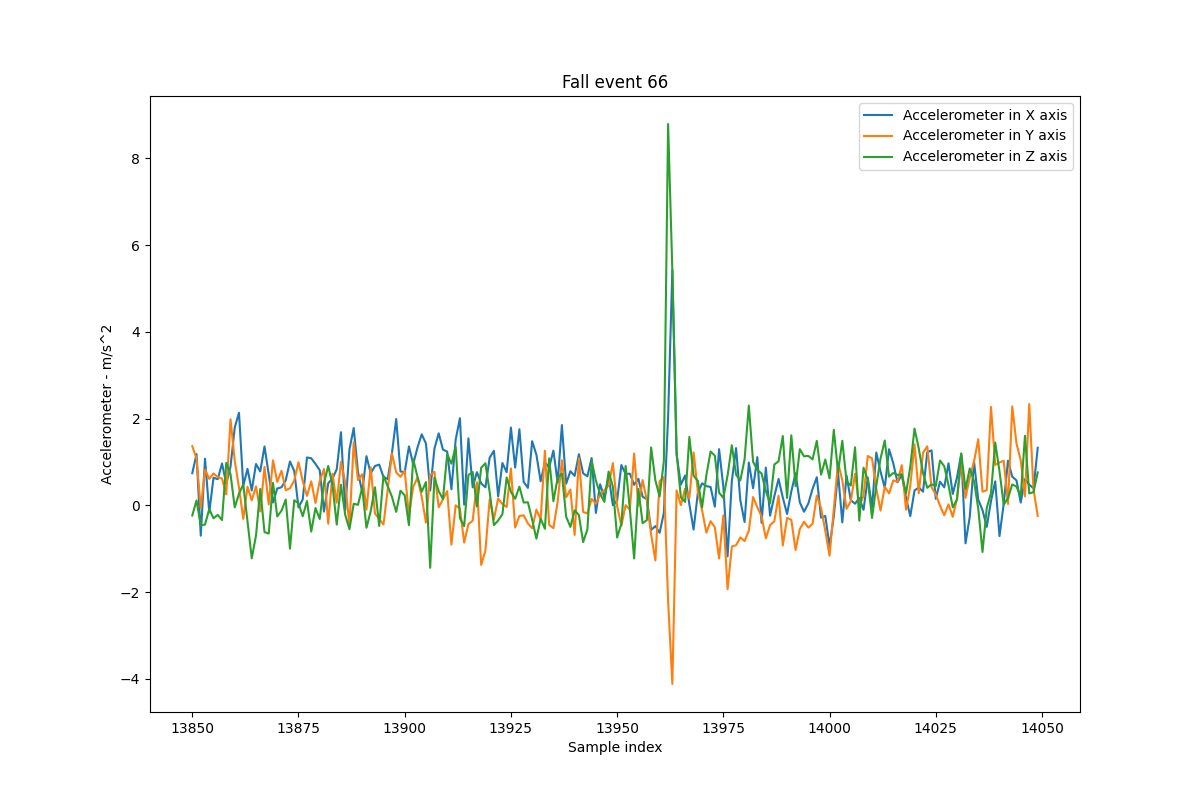 Fall event 66
Accelerometer in X axis
Accelerometer in Y axis
Accelerometer in Z axis
Accelerometer - m/s^2
8
6
4
2
0
−2
−4
13850 13875 13900 13925 13950 13975 14000 14025 14050
Sample index